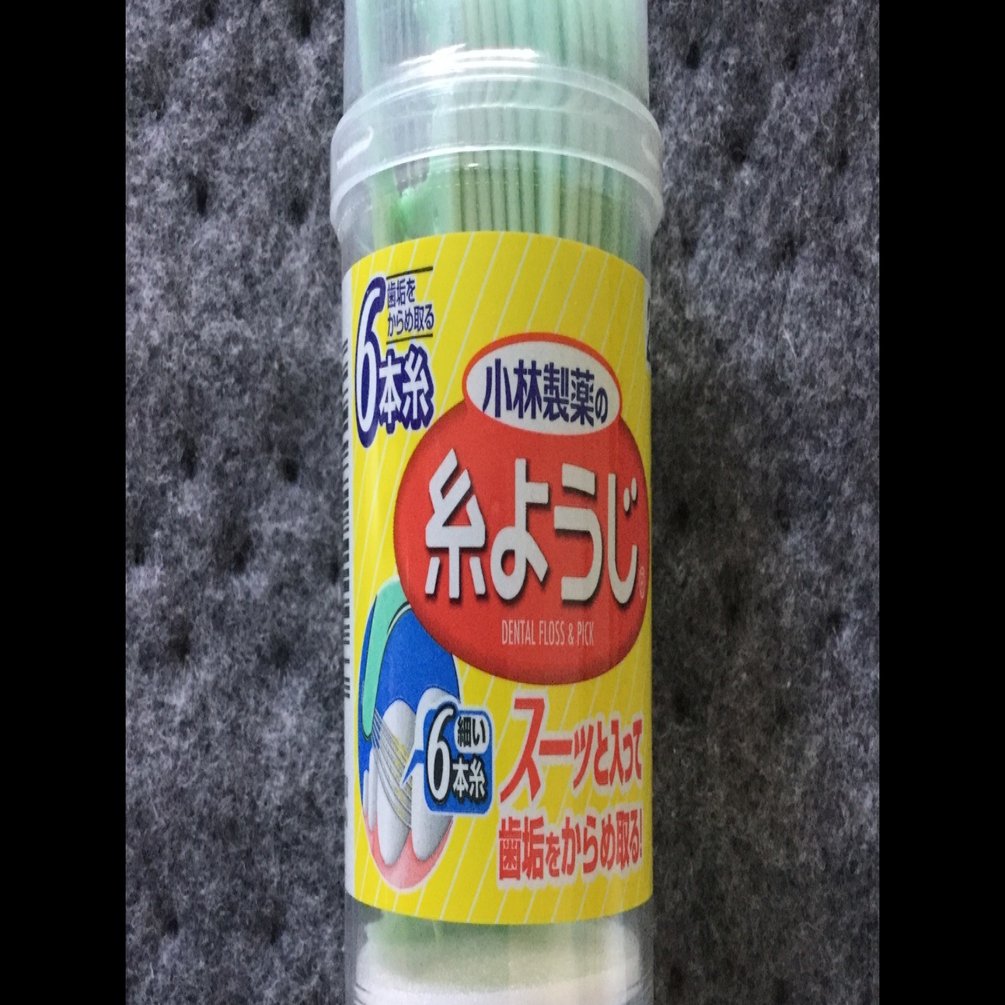 歯垢を
からめ取る
6本糸
小林製薬の
糸ようじ®
DENTAL FLOSS & PICK
細い
6本糸
スーッと入って
歯垢をからめ取る!